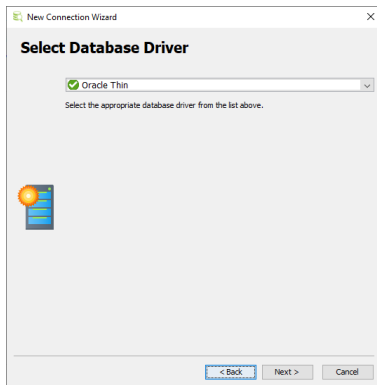 New Connection Wizard
Select Database Driver
Oracle Thin
Select the appropriate database driver from the list above.
< Back Next > Cancel